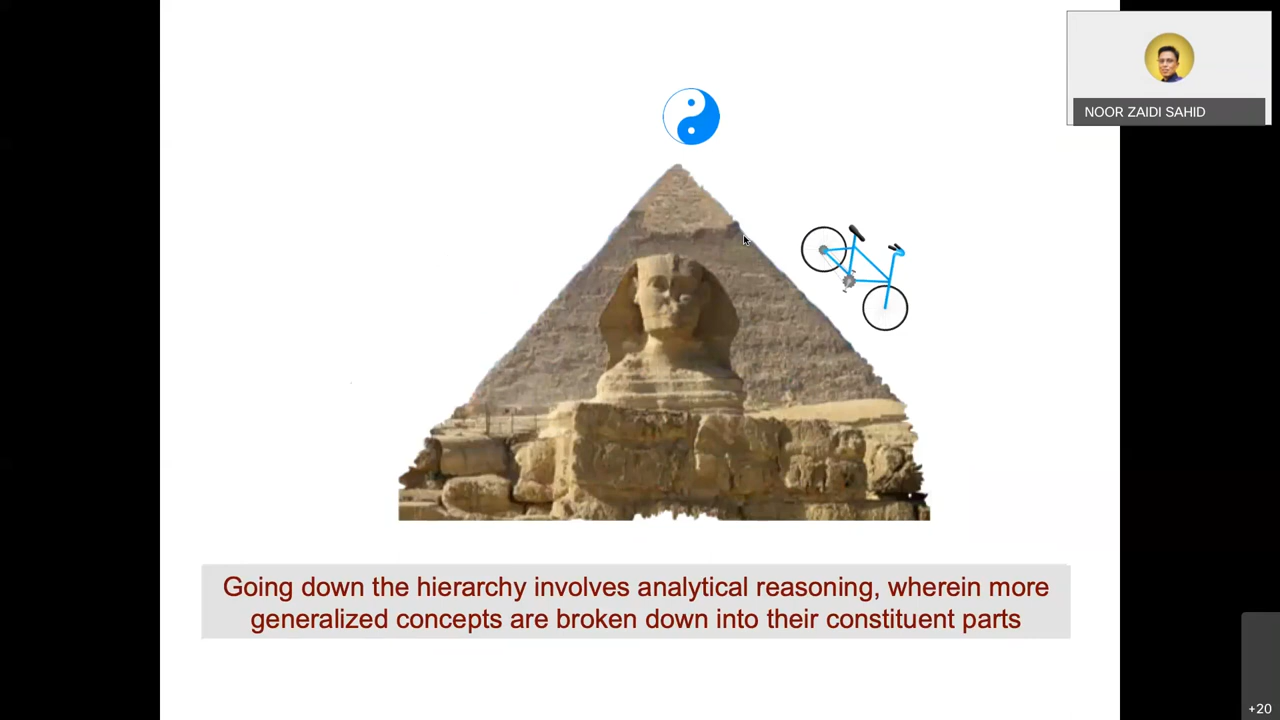 NOOR ZAIDI SAHID
Going down the hierarchy involves analytical reasoning, wherein more
generalized concepts are broken down into their constituent parts
+20